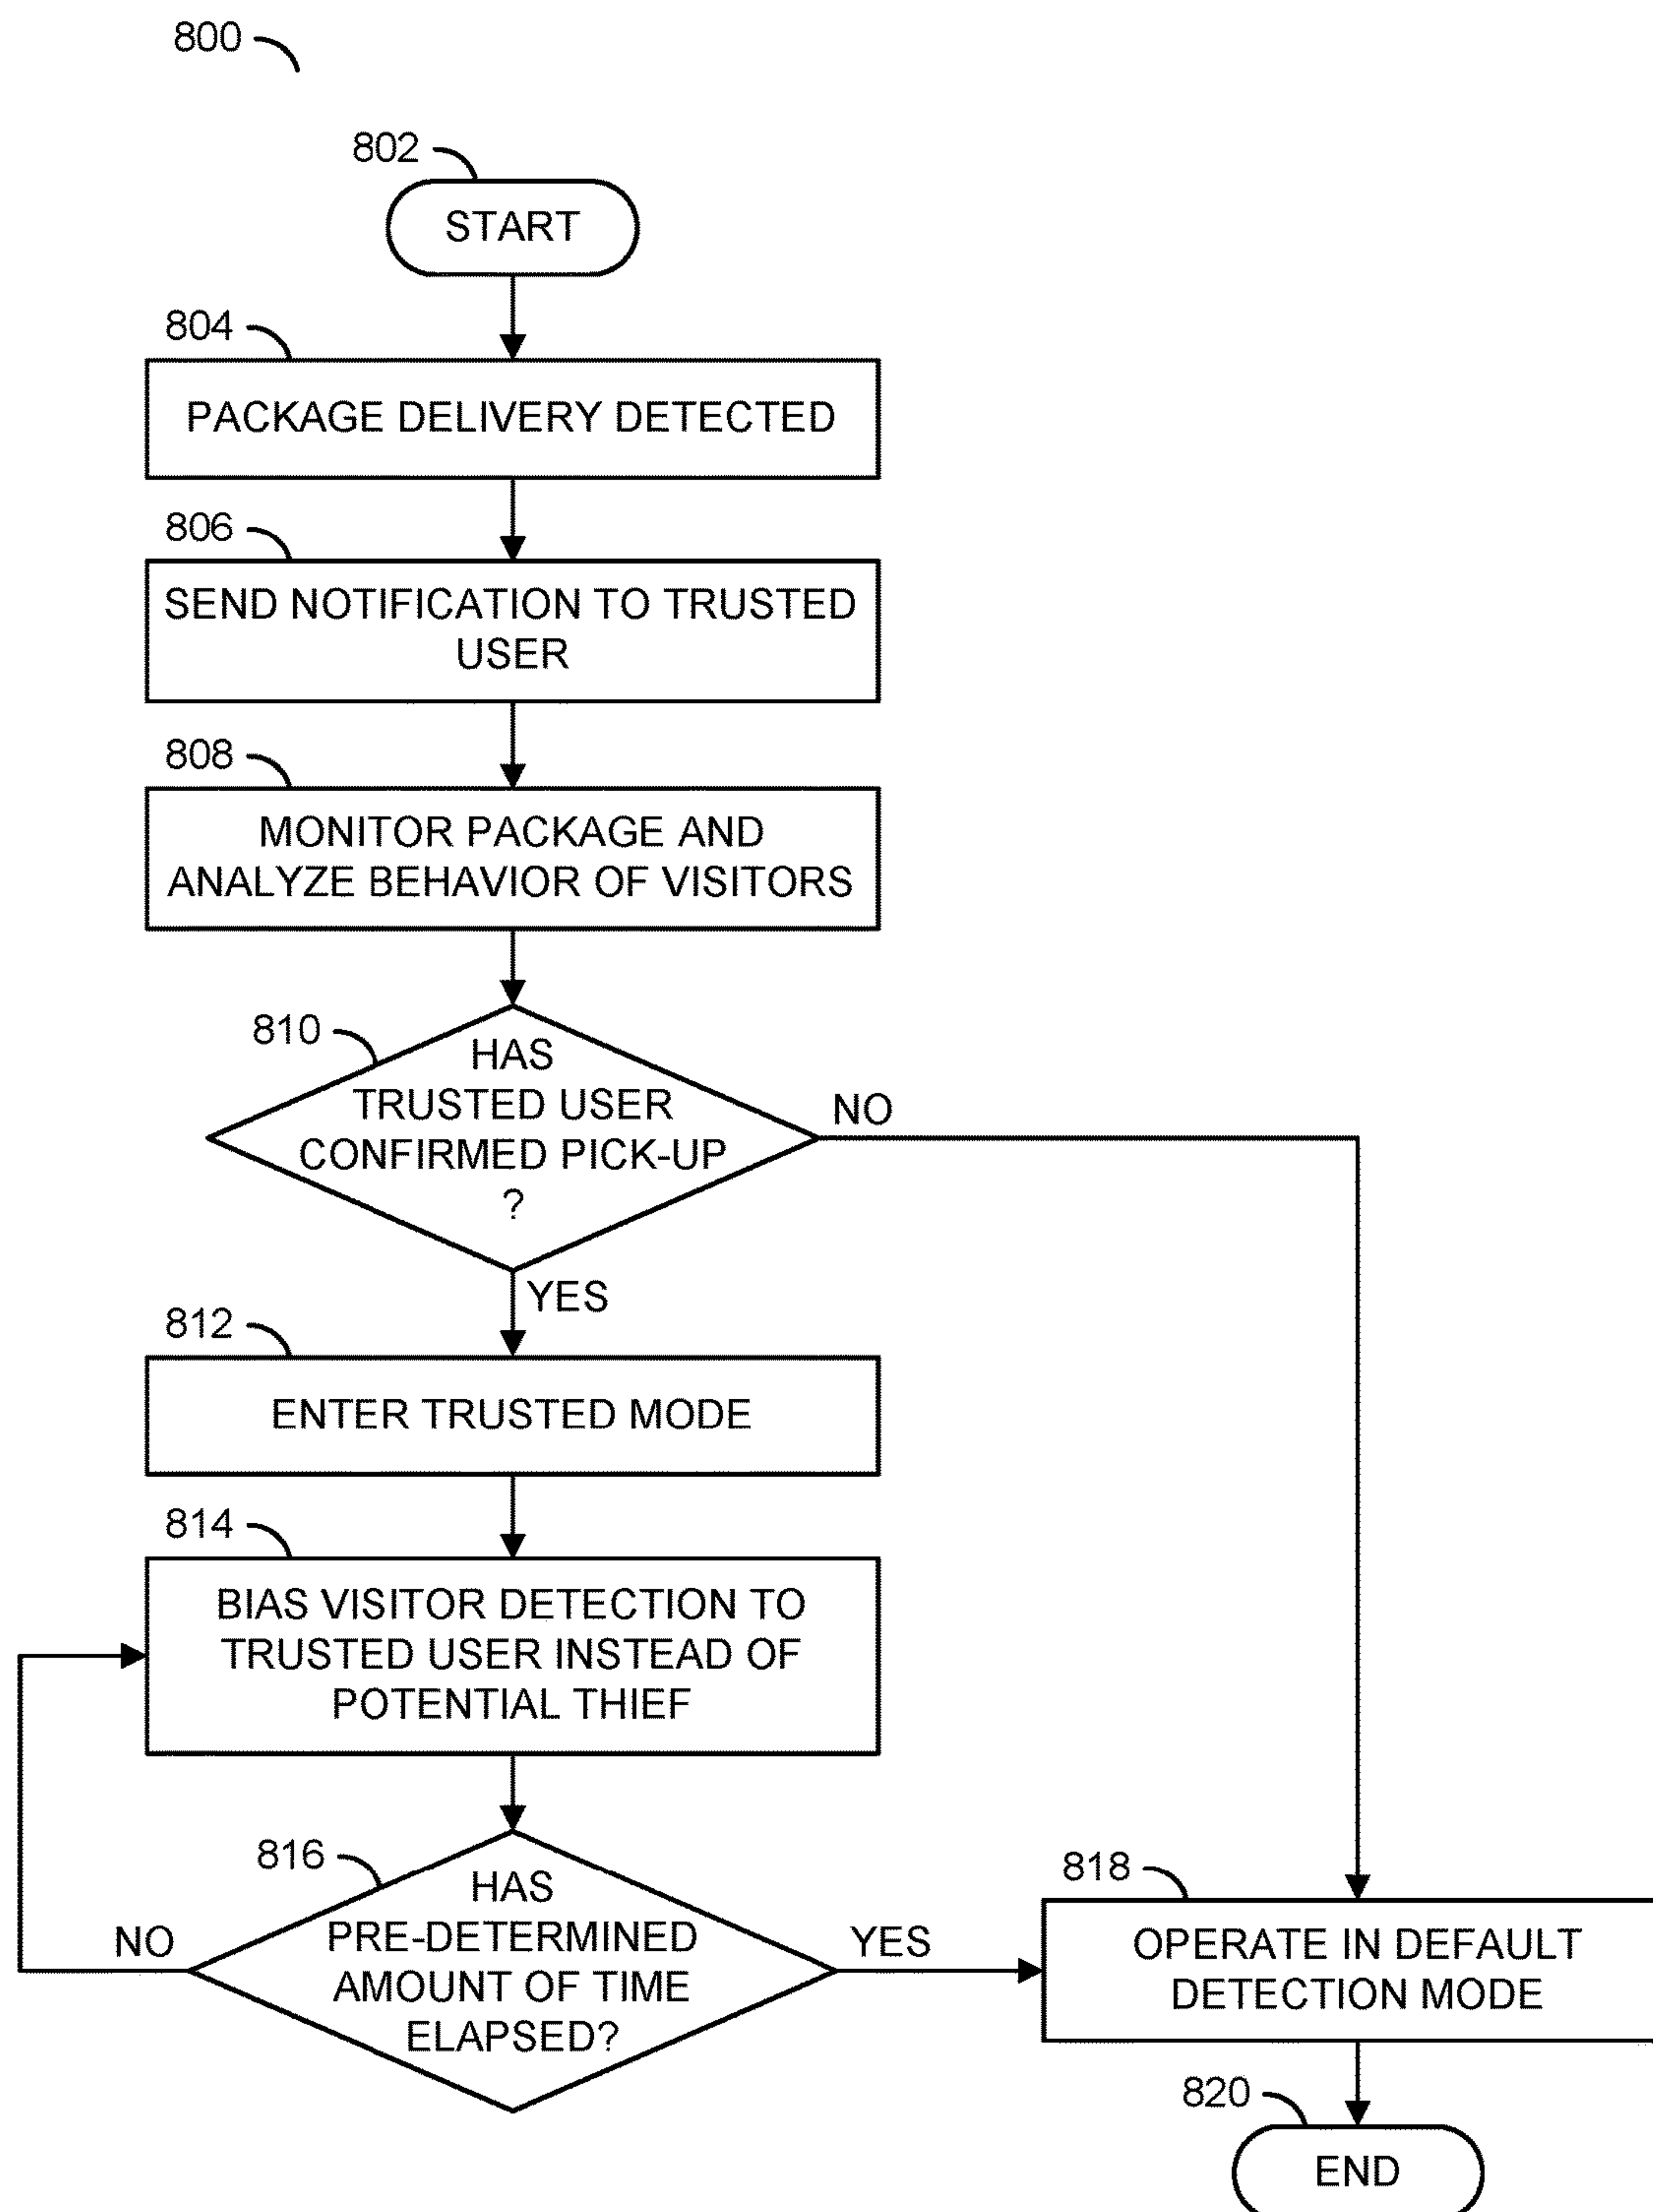 800
802
START
804
PACKAGE DELIVERY DETECTED
806
SEND NOTIFICATION TO TRUSTED
USER
808
MONITOR PACKAGE AND
ANALYZE BEHAVIOR OF VISITORS
810
HAS
TRUSTED USER
CONFIRMED PICK-UP
?
NO
YES
812
ENTER TRUSTED MODE
814
BIAS VISITOR DETECTION TO
TRUSTED USER INSTEAD OF
POTENTIAL THIEF
816
HAS
PRE-DETERMINED
AMOUNT OF TIME
ELAPSED?
NO
YES
818
OPERATE IN DEFAULT
DETECTION MODE
820
END